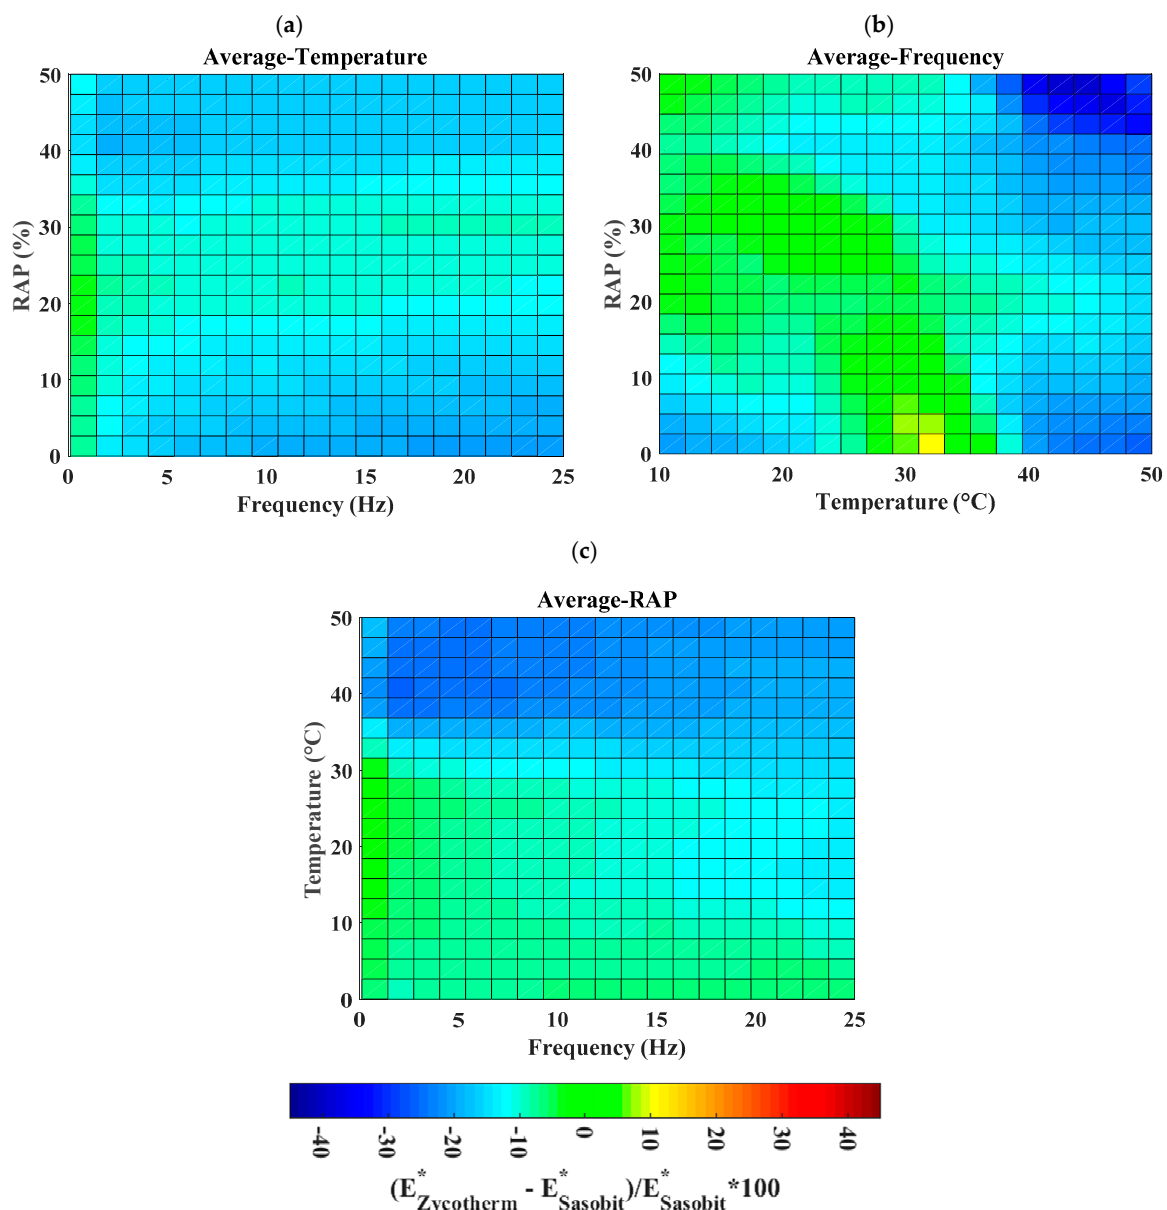 (a)
Average-Temperature
50
40
30
20
10
0
RAP (%)
0 5 10 15 20 25
Frequency (Hz)
(b)
Average-Frequency
50
40
30
20
10
0
RAP (%)
10 20 30 40 50
Temperature (°C)
(c)
Average-RAP
50
40
30
20
10
0
Temperature (°C)
0 5 10 15 20 25
Frequency (Hz)
-40 -30 -20 -10 0 10 20 30 40
(E*Zycotherm - E*Sasobit)/E*Sasobit*100